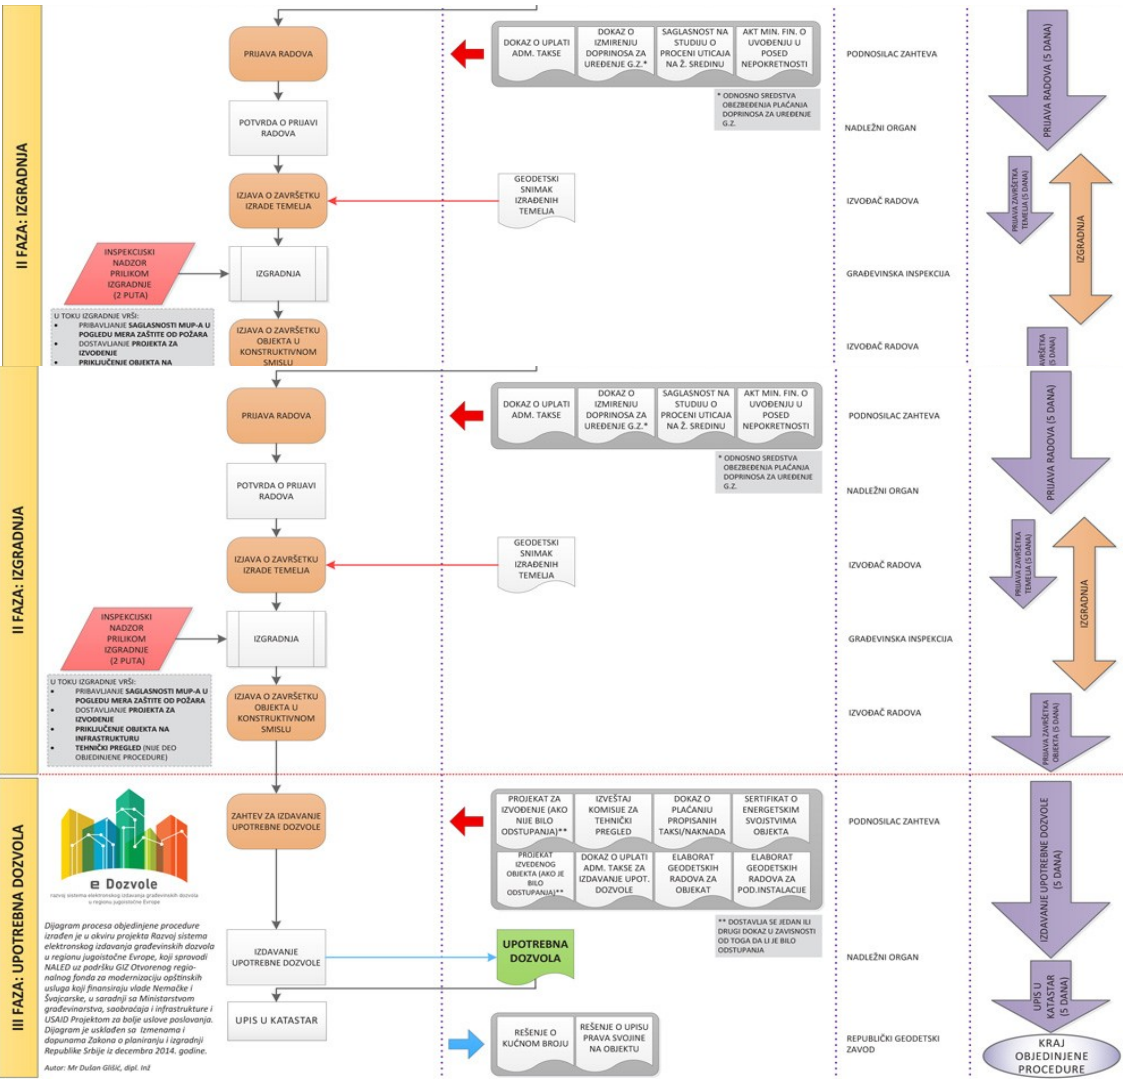 II FAZA: IZGRADNJA
PRIJAVA RADOVA
DOKAZ O UPLATI
ADM. TAKSE
DOKAZ O
IZMIRENJU
DOPRINOSA ZA
UREĐENJE G.Z.*
SAGLASNOST NA
STUDIJU O
PROCENI UTICAJA
NA Ž. SREDINU
AKT MIN. FIN. O
UVOĐENJU U
POSED
NEPOKRETNOSTI
PODNOSILAC ZAHTEVA
PRIJAVA RADOVA (5 DANA)
* ODNOSNO SREDSTVA
OBEZBEĐENJA PLAĆANJA
DOPRINOSA ZA UREĐENJE
G.Z.
POTVRDA O PRIJAVI
RADOVA
NADLEŽNI ORGAN
IZJAVA O ZAVRŠETKU
IZRADE TEMELJA
GEODETSKI
SNIMAK
IZRAĐENIH
TEMELJA
IZVOĐAČ RADOVA
PRIJAVA ZAVRŠETKA
TEMELJA (5 DANA)
IZGRADNJA
INSPEKCIJSKI
NADZOR
PRILIKOM
IZGRADNJE
(2 PUTA)
IZGRADNJA
GRAĐEVINSKA INSPEKCIJA
U TOKU IZGRADNJE VRŠI:
• PRIBAVLJANJE SAGLASNOSTI MUP-A U
POGLEDU MERA ZAŠTITE OD POŽARA
• DOSTAVLJANJE PROJEKTA ZA
IZVOĐENJE
• PRIKLJUČENJE OBJEKTA NA
IZJAVA O ZAVRŠETKU
OBJEKTA U
KONSTRUKTIVNOM
SMISLU
IZVOĐAČ RADOVA
II FAZA: IZGRADNJA
PRIJAVA RADOVA
DOKAZ O UPLATI
ADM. TAKSE
DOKAZ O
IZMIRENJU
DOPRINOSA ZA
UREĐENJE G.Z.*
SAGLASNOST NA
STUDIJU O
PROCENI UTICAJA
NA Ž. SREDINU
AKT MIN. FIN. O
UVOĐENJU U
POSED
NEPOKRETNOSTI
PODNOSILAC ZAHTEVA
PRIJAVA RADOVA (5 DANA)
* ODNOSNO SREDSTVA
OBEZBEĐENJA PLAĆANJA
DOPRINOSA ZA UREĐENJE
G.Z.
POTVRDA O PRIJAVI
RADOVA
NADLEŽNI ORGAN
IZJAVA O ZAVRŠETKU
IZRADE TEMELJA
GEODETSKI
SNIMAK
IZRAĐENIH
TEMELJA
IZVOĐAČ RADOVA
PRIJAVA ZAVRŠETKA
TEMELJA (5 DANA)
IZGRADNJA
INSPEKCIJSKI
NADZOR
PRILIKOM
IZGRADNJE
(2 PUTA)
IZGRADNJA
GRAĐEVINSKA INSPEKCIJA
U TOKU IZGRADNJE VRŠI:
• PRIBAVLJANJE SAGLASNOSTI MUP-A U
POGLEDU MERA ZAŠTITE OD POŽARA
• DOSTAVLJANJE PROJEKTA ZA
IZVOĐENJE
• PRIKLJUČENJE OBJEKTA NA
INFRASTRUKTURU
• TEHNIČKI PREGLED (NIJE DEO
OBJEDINJENE PROCEDURE)
IZJAVA O ZAVRŠETKU
OBJEKTA U
KONSTRUKTIVNOM
SMISLU
IZVOĐAČ RADOVA
PRIJAVA ZAVRŠETKA
OBJEKTA (5 DANA)
III FAZA: UPOTREBNA DOZVOLA
ZAHTEV ZA IZDAVANJE
UPOTREBNE DOZVOLE
PROJEKAT ZA
IZVOĐENJE (AKO
NIJE BILO
ODSTUPANJA)**
IZVEŠTAJ
KOMISIJE ZA
TEHNIČKI
PREGLED
DOKAZ O
PLAĆANJU
PROPISANIH
TAKSI/NAKNADA
SERTIFIKAT O
ENERGETSKIM
SVOJSTVIMA
OBJEKTA
PROJEKAT
IZVEDENOG
OBJEKTA (AKO JE
BILO
ODSTUPANJA)**
DOKAZ O UPLATI
ADM. TAKSE ZA
IZDAVANJE UPOT.
DOZVOLE
ELABORAT
GEODETSKIH
RADOVA ZA
OBJEKAT
ELABORAT
GEODETSKIH
RADOVA ZA
POD.INSTALACIJE
PODNOSILAC ZAHTEVA
IZDAVANJE UPOTREBNE DOZVOLE
(5 DANA)
** DOSTAVLJA SE JEDAN ILI
DRUGI DOKAZ U ZAVISNOSTI
OD TOGA DA LI JE BILO
ODSTUPANJA
e Dozvole
razvoj sistema elektronskog izdavanja građevinskih dozvola
u regionu jugoistočne Evrope
Dijagram procesa objedinjene procedure
izrađen je u okviru projekta Razvoj sistema
elektronskog izdavanja građevinskih dozvola
u regionu jugoistočne Evrope, koji sprovodi
NALED uz podršku GIZ Otvorenog regio-
nalnog fonda za modernizaciju opštinskih
usluga koji finansiraju vlade Nemačke i
Švajcarske, u saradnji sa Ministarstvom
građevinarstva, saobraćaja i infrastrukture i
USAID Projektom za bolje uslove poslovanja.
Dijagram je usklađen sa Izmenama i
dopunama Zakona o planiranju i izgradnji
Republike Srbije iz decembra 2014. godine.
Autor: Mr Dušan Glišić, dipl. Inž
IZDAVANJE
UPOTREBNE DOZVOLE
UPOTREBNA
DOZVOLA
NADLEŽNI ORGAN
UPIS U KATASTAR
UPIS U
KATASTAR
(5 DANA)
REŠENJE O
KUĆNOM BROJU
REŠENJE O UPISU
PRAVA SVOJINE
NA OBJEKTU
REPUBLIČKI GEODETSKI
ZAVOD
KRAJ
OBJEDINJENE
PROCEDURE